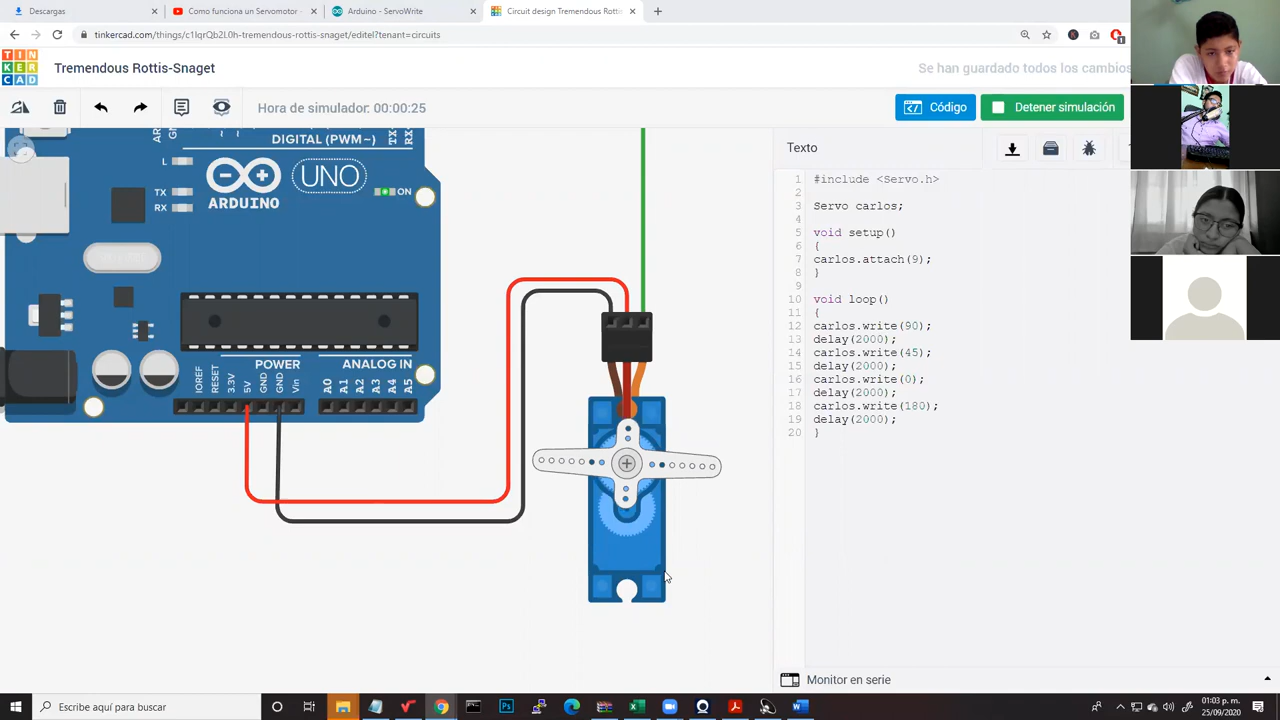 Descargas
Como funciona un Servomotor -
Arduino - ServoWrite
Circuit design Tremendous Rottis
tinkercad.com/things/c1lqrQb2L0h-tremendous-rottis-snaget/editel?tenant=circuits
TIN
KER
CAD
Tremendous Rottis-Snaget
Se han guardado todos los cambios
Hora de simulador: 00:00:25
Código
Detener simulación
DIGITAL (PWM~)
TX
RX
L
TX
RX
ARDUINO
UNO
ON
POWER
ANALOG IN
IOREF
RESET
3.3V
5V
GND
GND
Vin
A0
A1
A2
A3
A4
A5
Texto
1 #include <Servo.h>
2
3 Servo carlos;
4
5 void setup()
6 {
7 carlos.attach(9);
8 }
9
10 void loop()
11 {
12 carlos.write(90);
13 delay(2000);
14 carlos.write(45);
15 delay(2000);
16 carlos.write(0);
17 delay(2000);
18 carlos.write(180);
19 delay(2000);
20 }
Monitor en serie
Escribe aquí para buscar
01:03 p.m.
25/09/2020